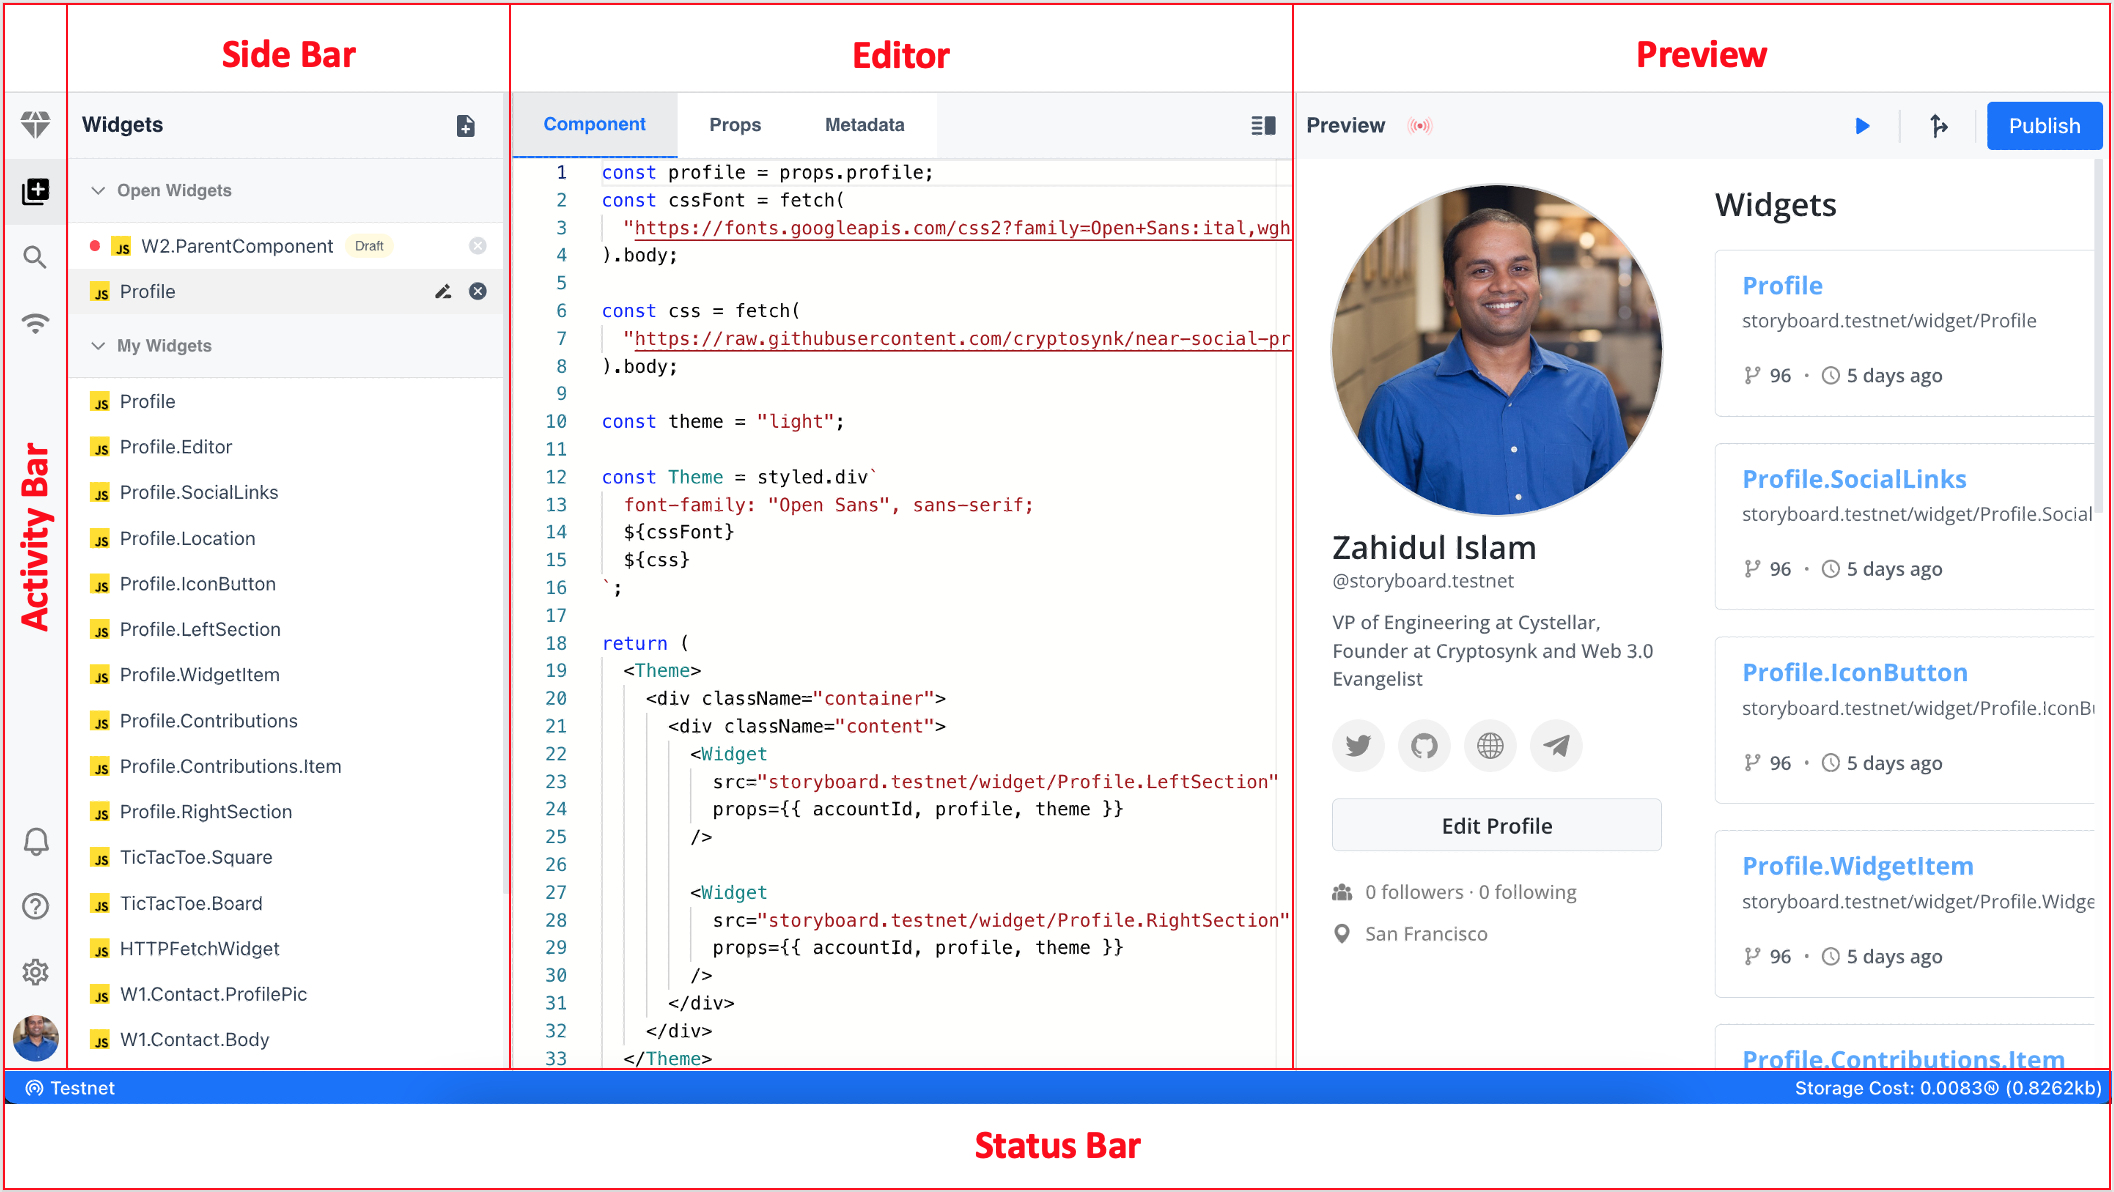 Side Bar
Editor
Preview
Activity Bar
Widgets
Open Widgets
JS W2.ParentComponent Draft
JS Profile
My Widgets
JS Profile
JS Profile.Editor
JS Profile.SocialLinks
JS Profile.Location
JS Profile.IconButton
JS Profile.LeftSection
JS Profile.WidgetItem
JS Profile.Contributions
JS Profile.Contributions.Item
JS Profile.RightSection
JS TicTacToe.Square
JS TicTacToe.Board
JS HTTPFetchWidget
JS W1.Contact.ProfilePic
JS W1.Contact.Body
Component Props Metadata
1 const profile = props.profile;
2 const cssFont = fetch(
3 "https://fonts.googleapis.com/css2?family=Open+Sans:ital,wgh
4 ).body;
5
6 const css = fetch(
7 "https://raw.githubusercontent.com/cryptosynk/near-social-pr
8 ).body;
9
10 const theme = "light";
11
12 const Theme = styled.div`
13 font-family: "Open Sans", sans-serif;
14 ${cssFont}
15 ${css}
16 `;
17
18 return (
19 <Theme>
20 <div className="container">
21 <div className="content">
22 <Widget
23 src="storyboard.testnet/widget/Profile.LeftSection"
24 props={{ accountId, profile, theme }}
25 />
26
27 <Widget
28 src="storyboard.testnet/widget/Profile.RightSection"
29 props={{ accountId, profile, theme }}
30 />
31 </div>
32 </div>
33 </Theme>
Preview
Publish
Zahidul Islam
@storyboard.testnet
VP of Engineering at Cystellar,
Founder at Cryptosynk and Web 3.0
Evangelist
Edit Profile
0 followers · 0 following
San Francisco
Widgets
Profile
storyboard.testnet/widget/Profile
96 · 5 days ago
Profile.SocialLinks
storyboard.testnet/widget/Profile.Social
96 · 5 days ago
Profile.IconButton
storyboard.testnet/widget/Profile.IconBu
96 · 5 days ago
Profile.WidgetItem
storyboard.testnet/widget/Profile.Widge
96 · 5 days ago
Profile.Contributions.Item
Testnet
Storage Cost: 0.0083Ⓝ (0.8262kb)
Status Bar